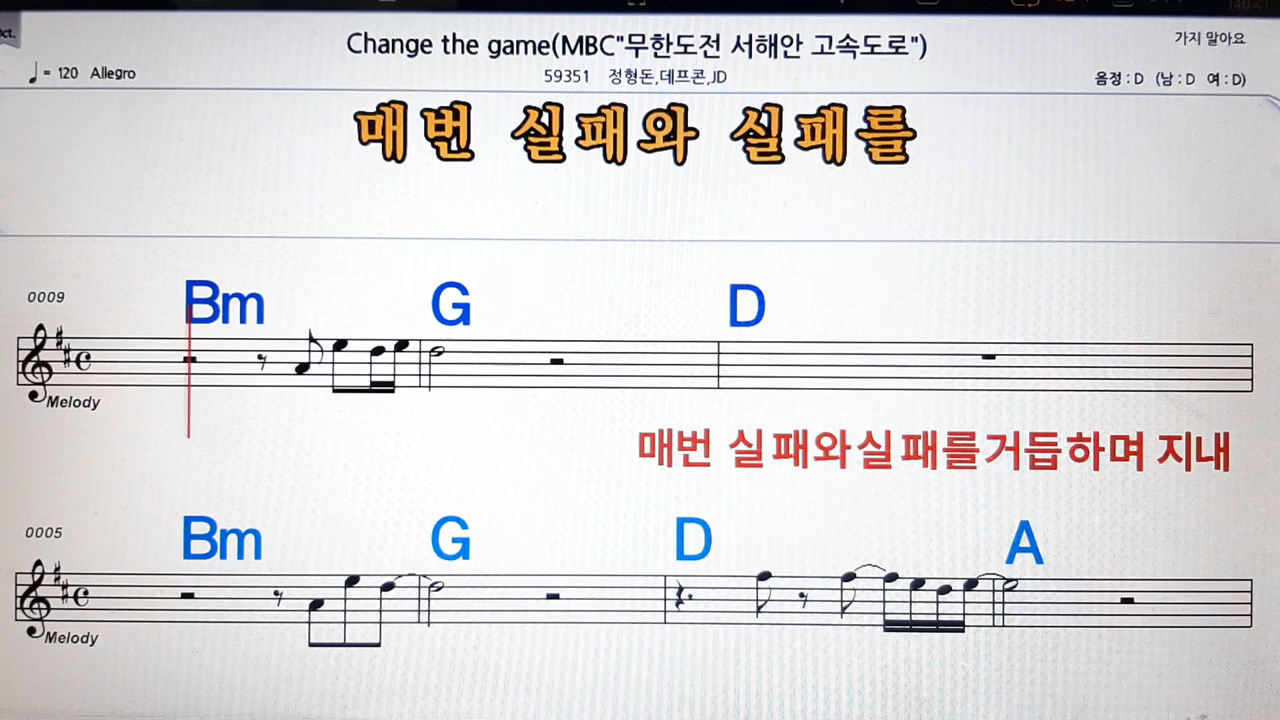 Change the game(MBC"무한도전 서해안 고속도로")
가지 말아요
= 120 Allegro
59351 정형돈,데프콘,JD
음정 : D (남 : D 여 : D)
매번 실패와 실패를
0009
Bm G D
Melody
매번 실패와실패를거듭하며 지내
0005
Bm G D A
Melody